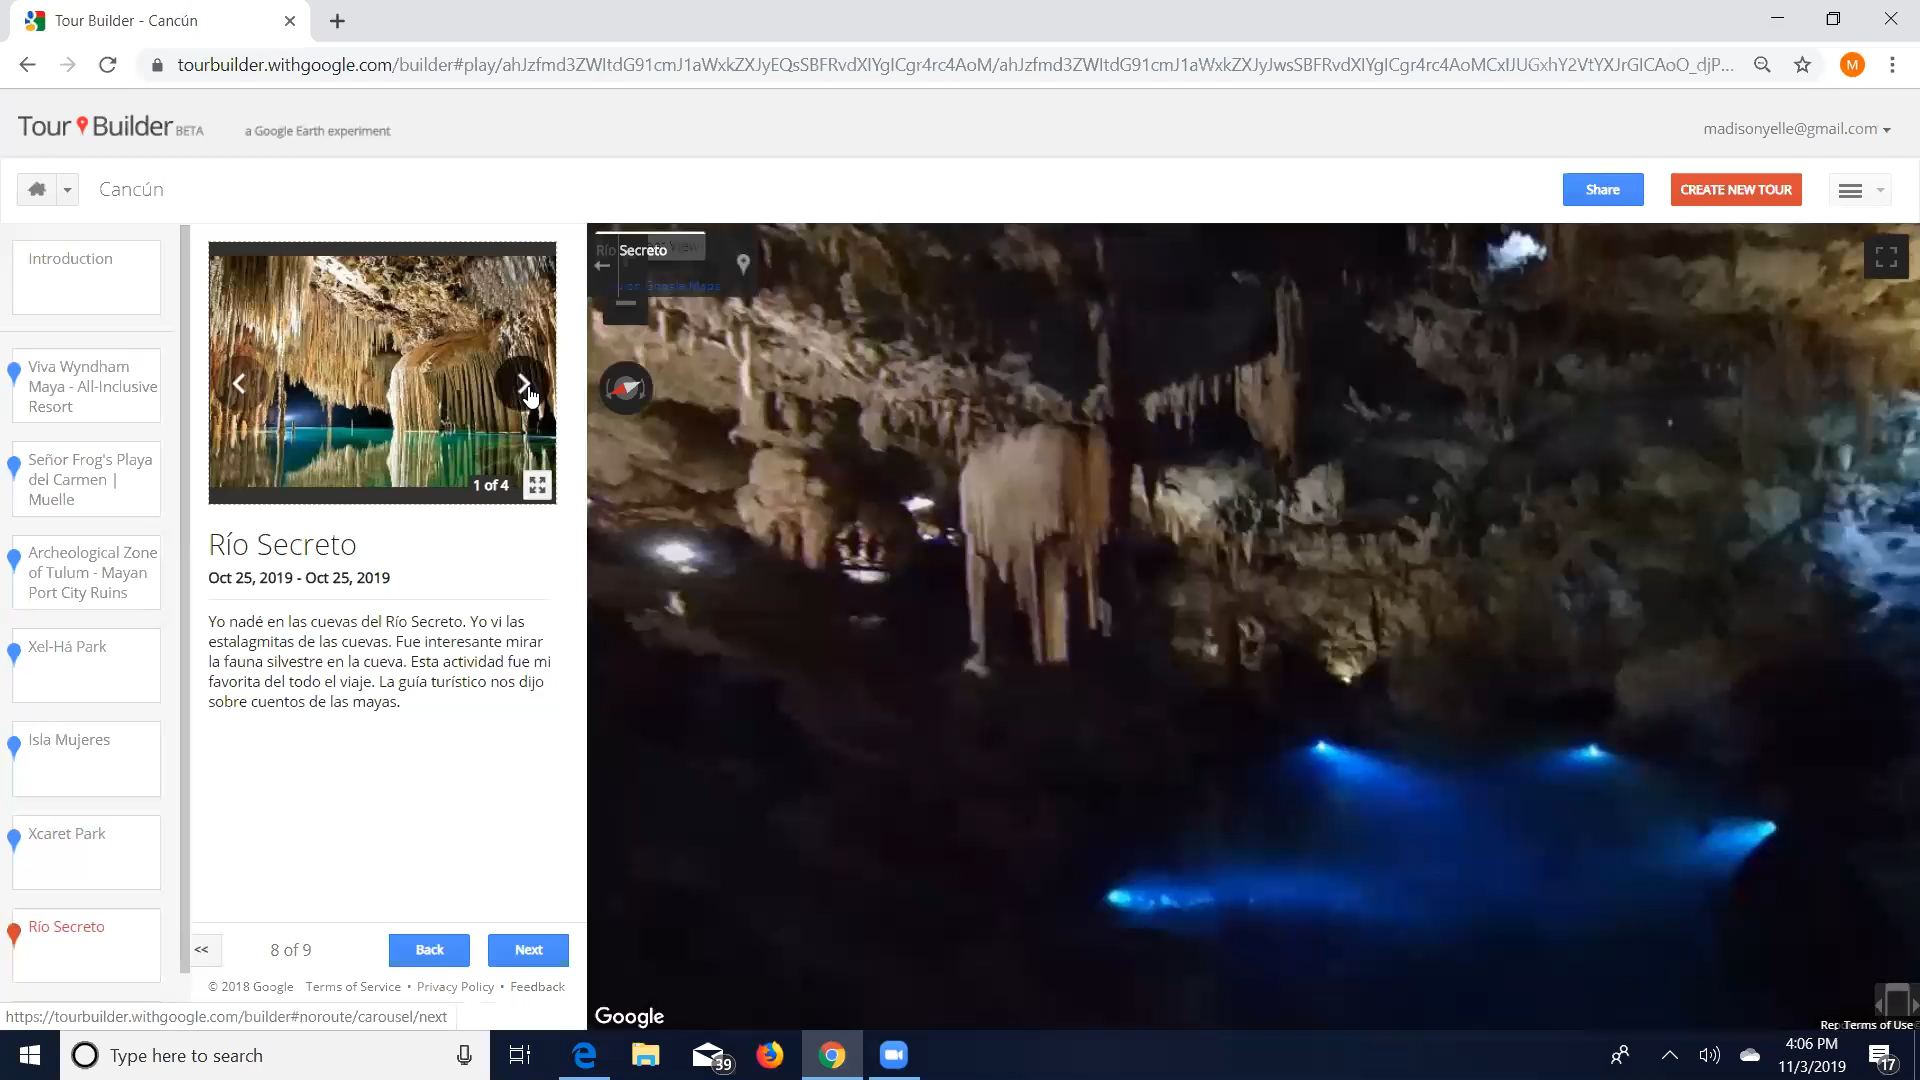 Tour Builder - Cancún
tourbuilder.withgoogle.com/builder#play/ahJzfmd3ZWItdG91cmJ1aWxkZXJyEQsSBFRvdXIYgICgr4rc4AoM/ahJzfmd3ZWItdG91cmJ1aWxkZXJyJwsSBFRvdXIYgICgr4rc4AoMCxIJUGxhY2VtYXJrGICAoO_djP...
M
Tour Builder BETA
a Google Earth experiment
madisonyelle@gmail.com
Cancún
Share
CREATE NEW TOUR
Introduction
Viva Wyndham
Maya - All-Inclusive
Resort
Señor Frog's Playa
del Carmen |
Muelle
Archeological Zone
of Tulum - Mayan
Port City Ruins
Xel-Há Park
Isla Mujeres
Xcaret Park
Río Secreto
1 of 4
Río Secreto
Oct 25, 2019 - Oct 25, 2019
Yo nadé en las cuevas del Río Secreto. Yo vi las
estalagmitas de las cuevas. Fue interesante mirar
la fauna silvestre en la cueva. Esta actividad fue mi
favorita del todo el viaje. La guía turístico nos dijo
sobre cuentos de las mayas.
<<
8 of 9
Back
Next
© 2018 Google Terms of Service • Privacy Policy • Feedback
https://tourbuilder.withgoogle.com/builder#noroute/carousel/next
Río Secreto
on Google Maps
Google
Terms of Use
Type here to search
39
4:06 PM
11/3/2019
17